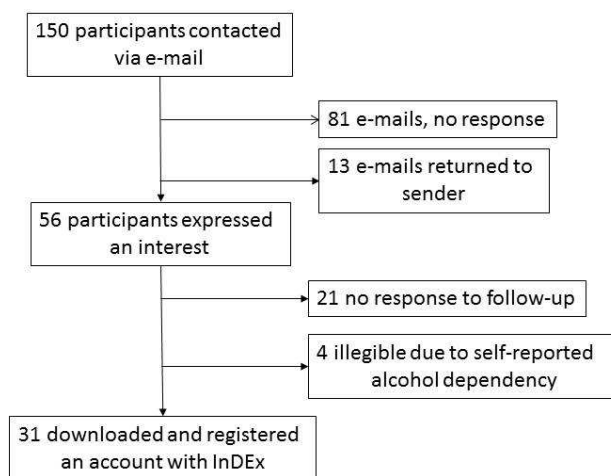 150 participants contacted
via e-mail
81 e-mails, no response
13 e-mails returned to
sender
56 participants expressed
an interest
21 no response to follow-up
4 illegible due to self-reported
alcohol dependency
31 downloaded and registered
an account with InDEx